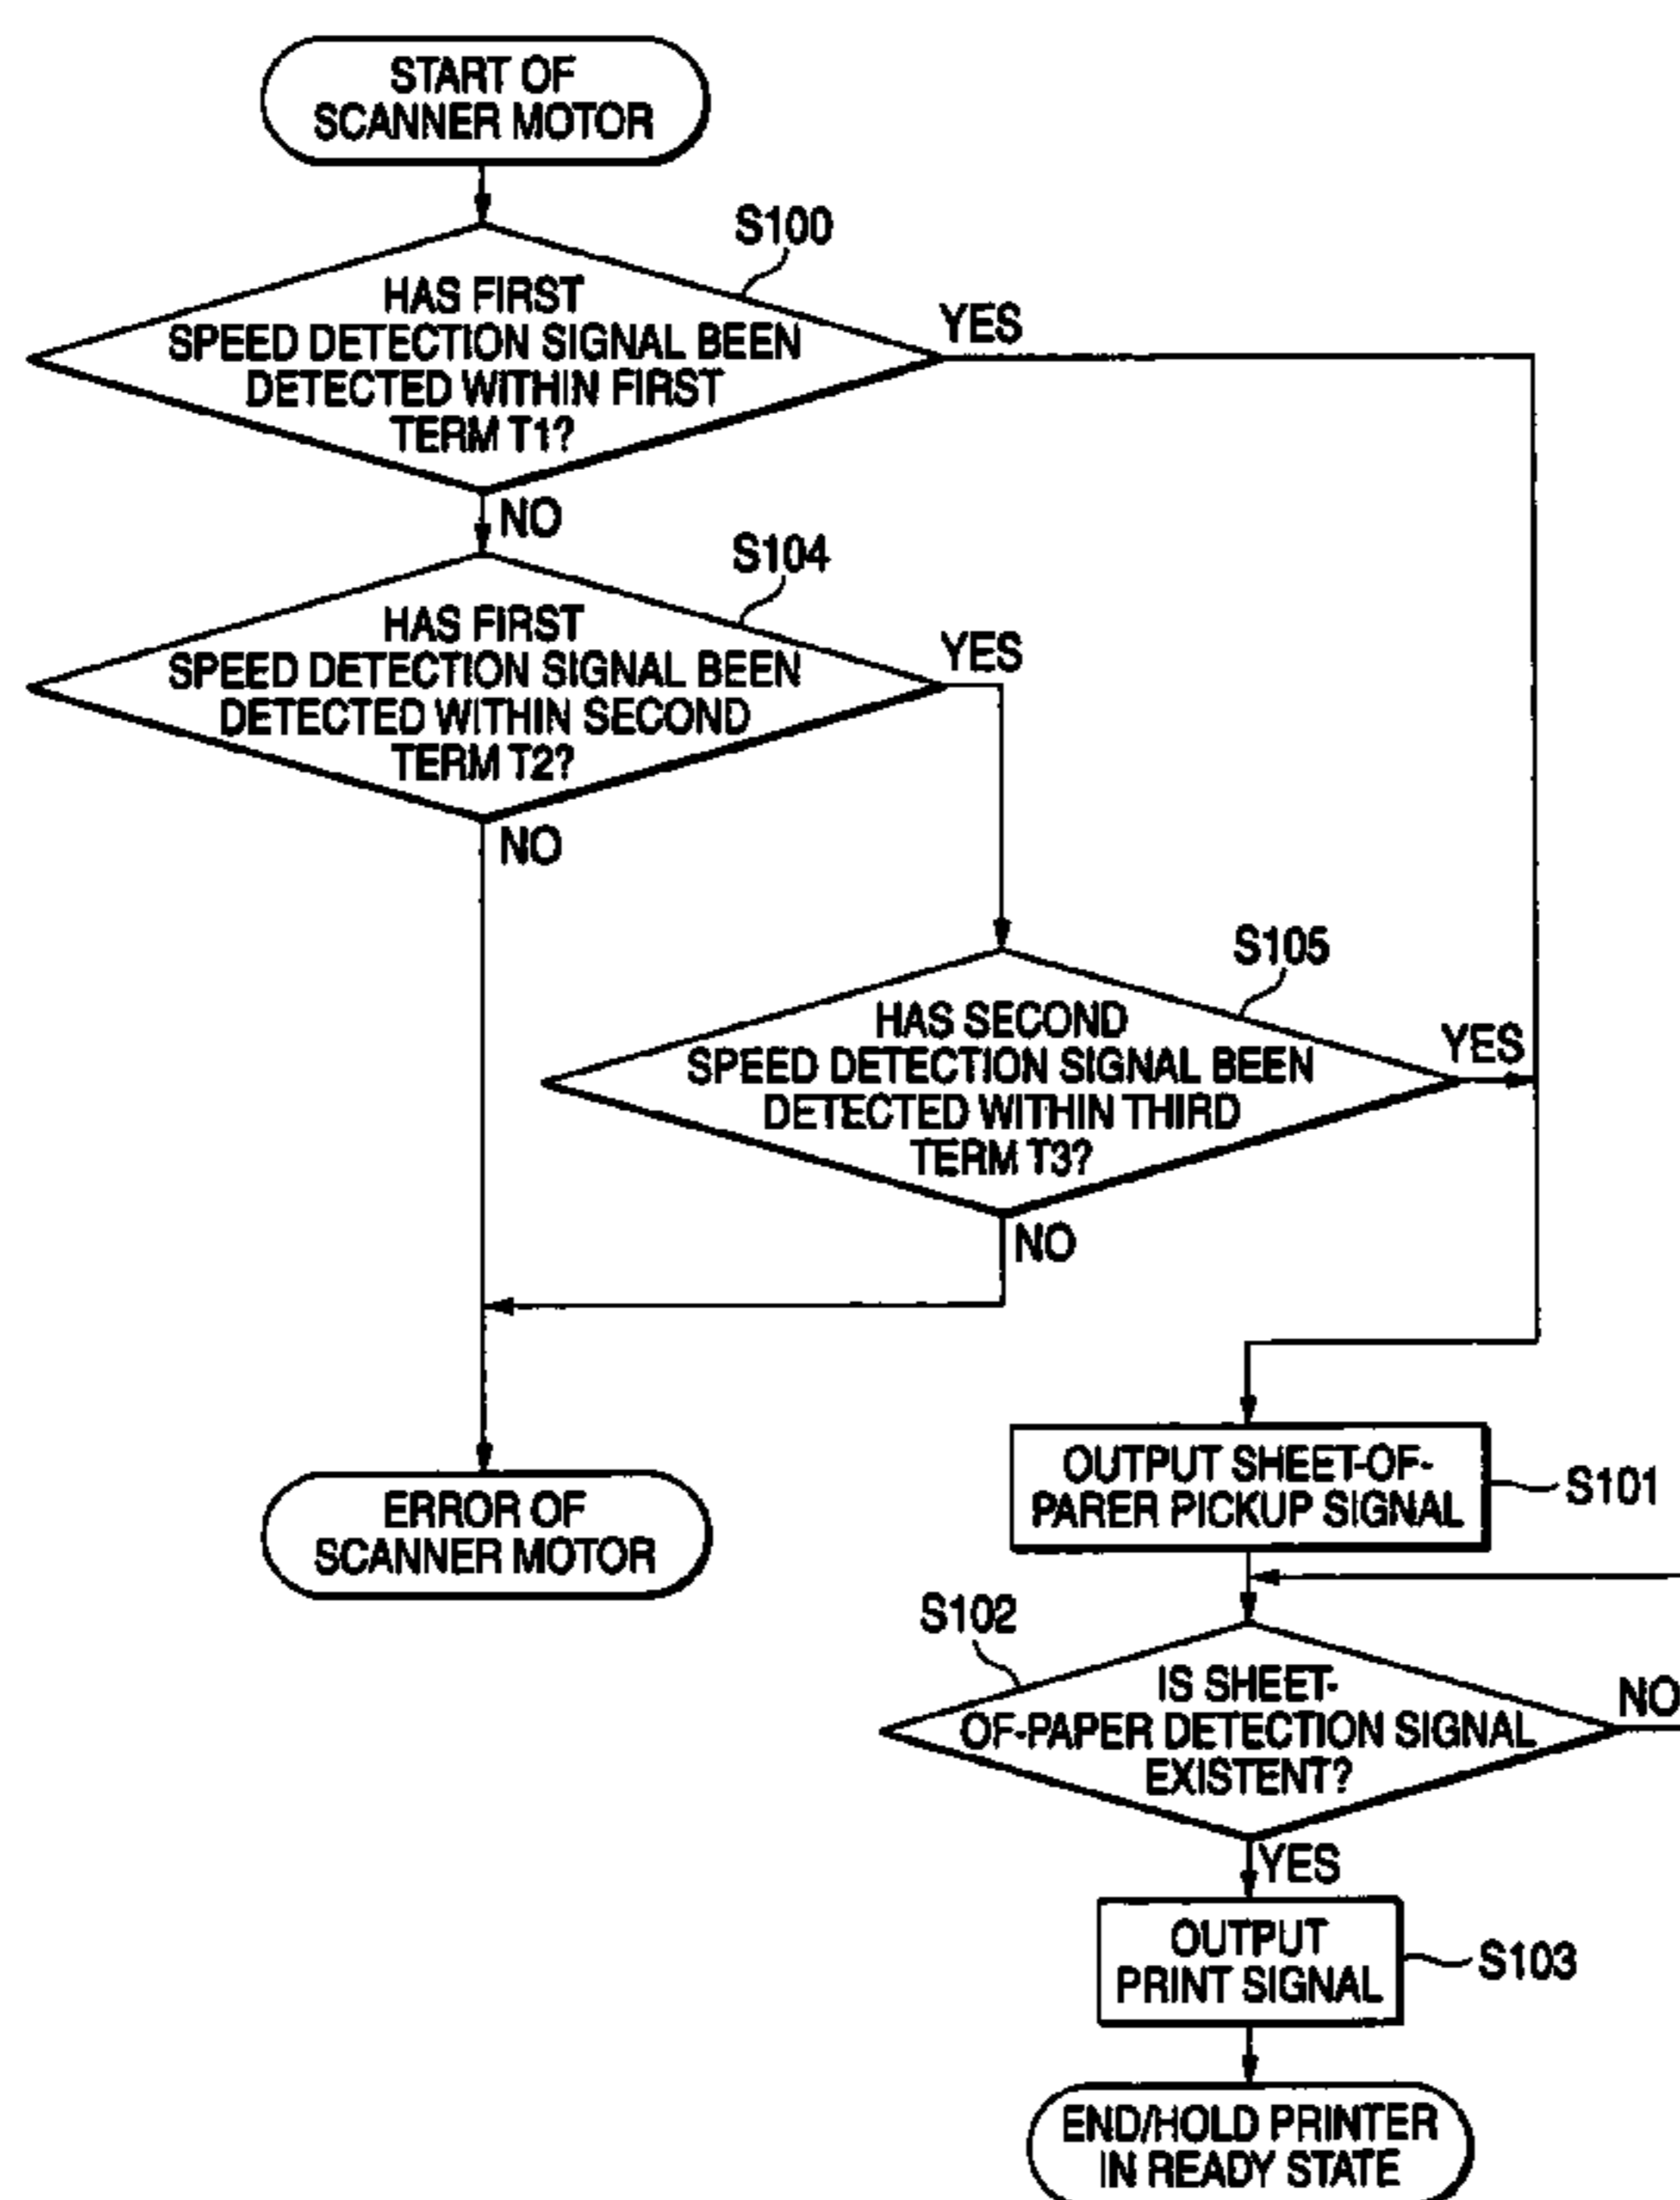 START OF
SCANNER MOTOR
S100
HAS FIRST
SPEED DETECTION SIGNAL BEEN
DETECTED WITHIN FIRST
TERM T1?
YES
NO
S104
HAS FIRST
SPEED DETECTION SIGNAL BEEN
DETECTED WITHIN SECOND
TERM T2?
YES
NO
S105
HAS SECOND
SPEED DETECTION SIGNAL BEEN
DETECTED WITHIN THIRD
TERM T3?
YES
NO
ERROR OF
SCANNER MOTOR
OUTPUT SHEET-OF-
PARER PICKUP SIGNAL
S101
S102
IS SHEET-
OF-PAPER DETECTION SIGNAL
EXISTENT?
NO
YES
OUTPUT
PRINT SIGNAL
S103
END/HOLD PRINTER
IN READY STATE